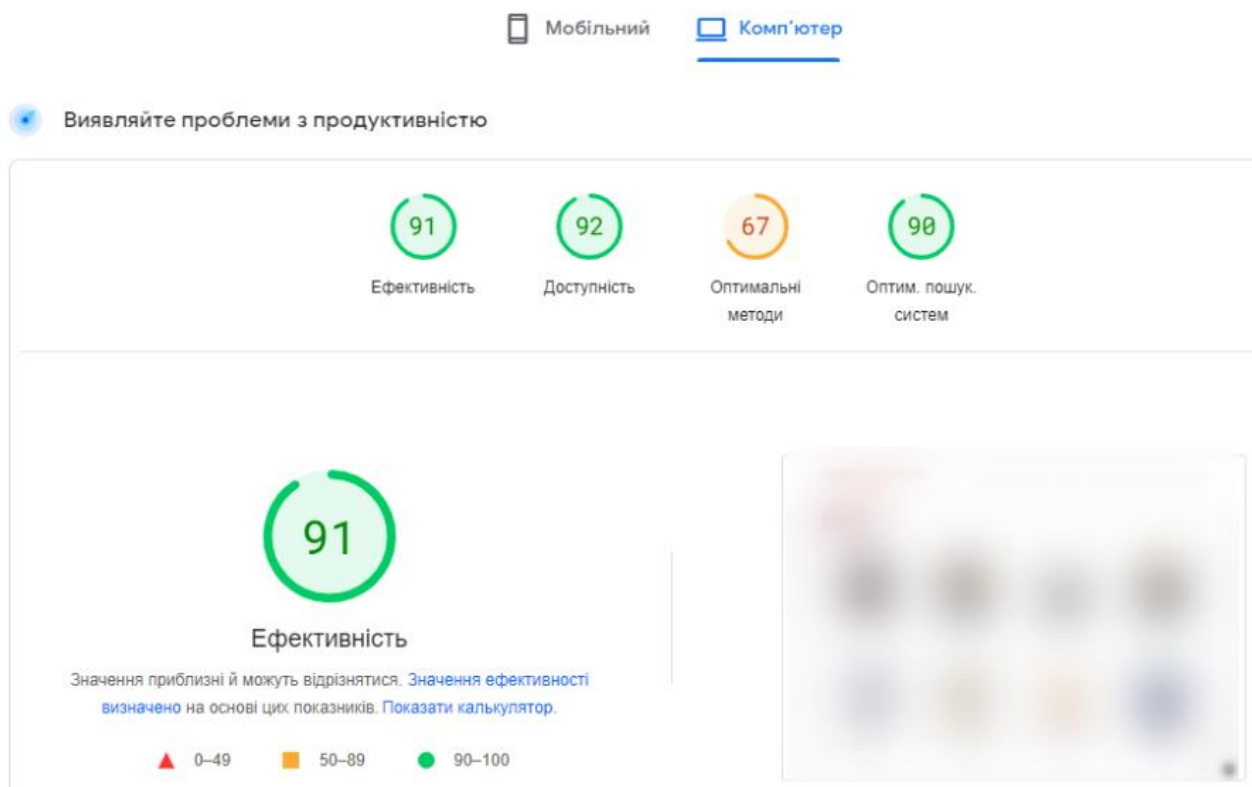 Мобільний
Комп'ютер
Виявляйте проблеми з продуктивністю
91
92
67
90
Ефективність
Доступність
Оптимальні
методи
Оптим. пошук.
систем
91
Ефективність
Значення приблизні й можуть відрізнятися. Значення ефективності
визначено на основі цих показників. Показати калькулятор.
0–49
50–89
90–100